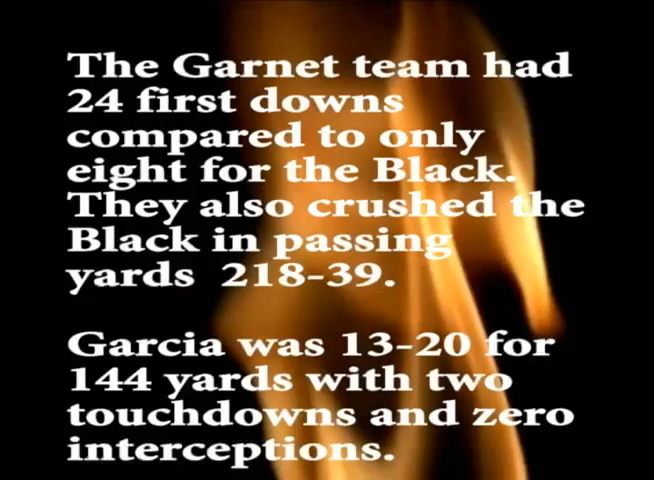 The Garnet team had
24 first downs
compared to only
eight for the Black.
They also crushed the
Black in passing
yards 218-39.
Garcia was 13-20 for
144 yards with two
touchdowns and zero
interceptions.